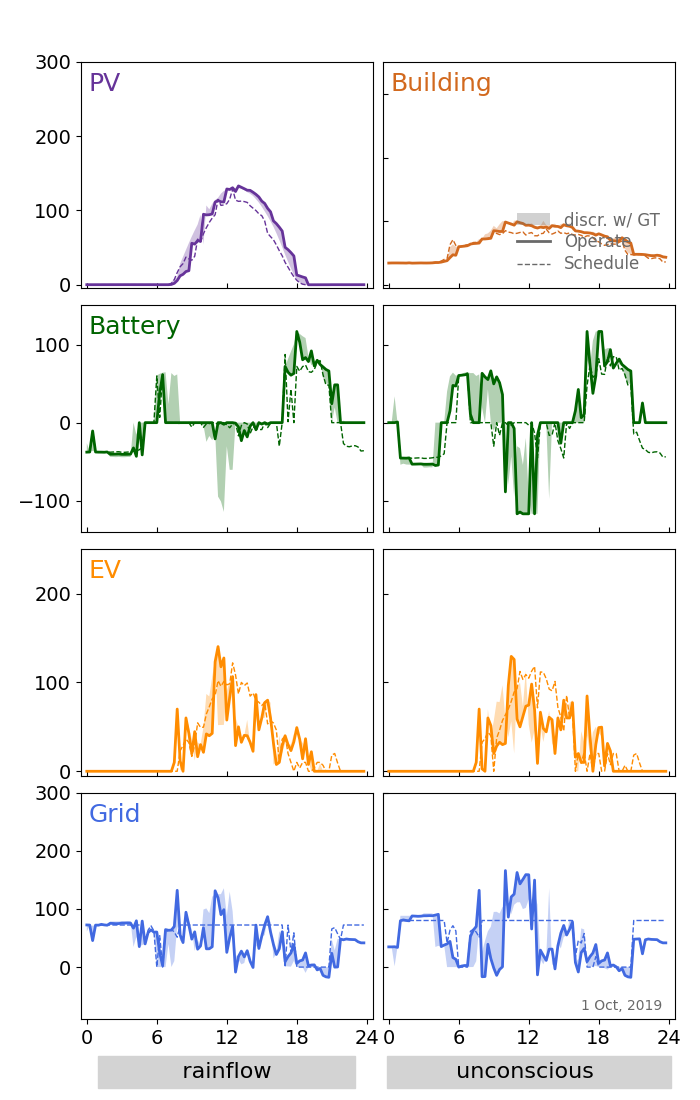 300
PV
Building
200
discr. w/ GT
100
Operate
Schedule
0
Battery
100
0
−100
EV
200
100
0
300
Grid
200
100
0
1 Oct, 2019
0 6 12 18 24 0 6 12 18 24
rainflow unconscious